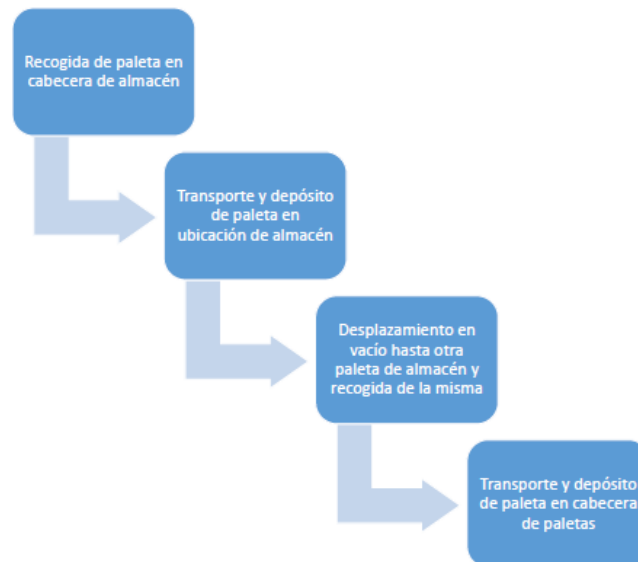 Recogida de paleta en
cabecera de almacén
Transporte y depósito
de paleta en
ubicación de almacén
Desplazamiento en
vacío hasta otra
paleta de almacén y
recogida de la misma
Transporte y depósito
de paleta en cabecera
de paletas